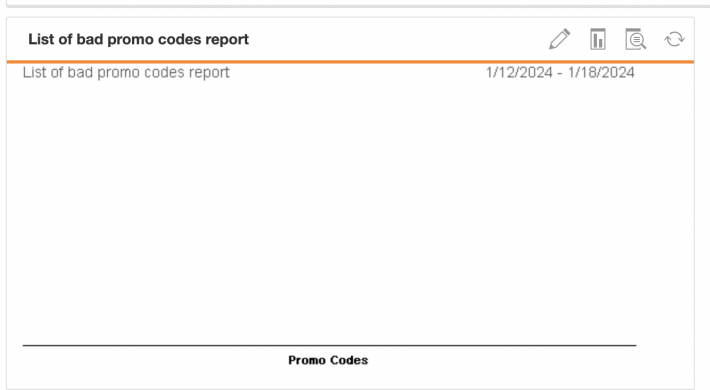 List of bad promo codes report
List of bad promo codes report 1/12/2024 - 1/18/2024
Promo Codes